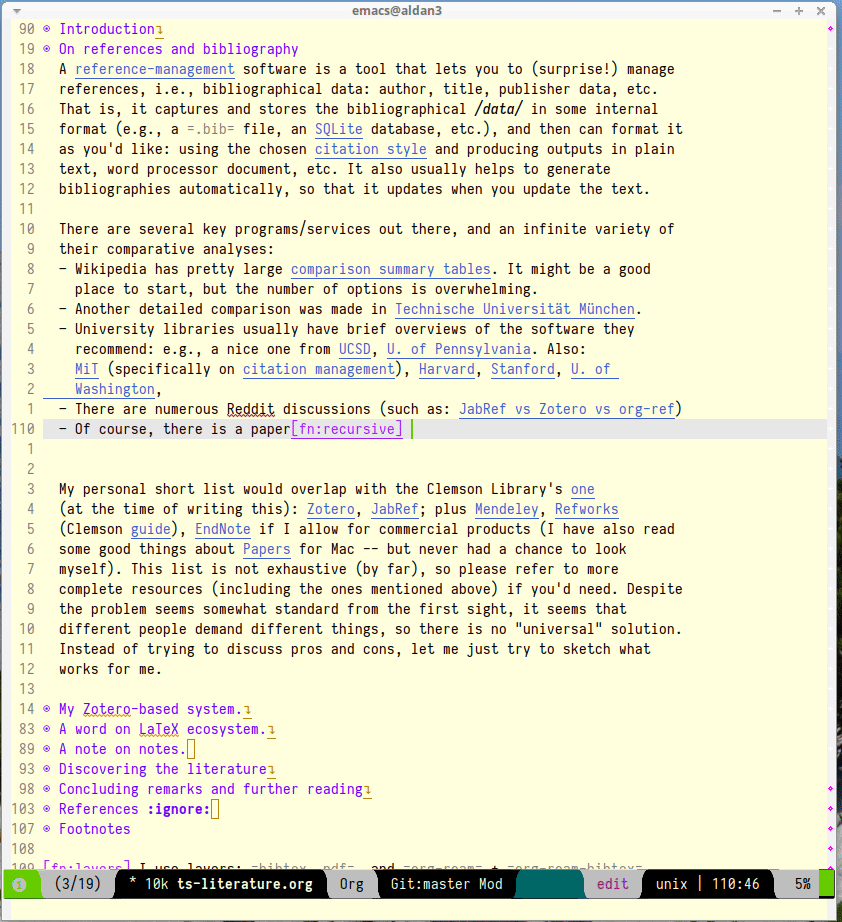 emacs@aldan3
90 Introduction
19 On references and bibliography
18 A reference-management software is a tool that lets you to (surprise!) manage
17 references, i.e., bibliographical data: author, title, publisher data, etc.
16 That is, it captures and stores the bibliographical /data/ in some internal
15 format (e.g., a =.bib= file, an SQLite database, etc.), and then can format it
14 as you'd like: using the chosen citation style and producing outputs in plain
13 text, word processor document, etc. It also usually helps to generate
12 bibliographies automatically, so that it updates when you update the text.
11
10 There are several key programs/services out there, and an infinite variety of
9 their comparative analyses:
8 - Wikipedia has pretty large comparison summary tables. It might be a good
7 place to start, but the number of options is overwhelming.
6 - Another detailed comparison was made in Technische Universität München.
5 - University libraries usually have brief overviews of the software they
4 recommend: e.g., a nice one from UCSD, U. of Pennsylvania. Also:
3 MiT (specifically on citation management), Harvard, Stanford, U. of
2 Washington,
1 - There are numerous Reddit discussions (such as: JabRef vs Zotero vs org-ref)
110 - Of course, there is a paper[fn:recursive]
1
2
3 My personal short list would overlap with the Clemson Library's one
4 (at the time of writing this): Zotero, JabRef; plus Mendeley, Refworks
5 (Clemson guide), EndNote if I allow for commercial products (I have also read
6 some good things about Papers for Mac -- but never had a chance to look
7 myself). This list is not exhaustive (by far), so please refer to more
8 complete resources (including the ones mentioned above) if you'd need. Despite
9 the problem seems somewhat standard from the first sight, it seems that
10 different people demand different things, so there is no "universal" solution.
11 Instead of trying to discuss pros and cons, let me just try to sketch what
12 works for me.
13
14 My Zotero-based system.
83 A word on LaTeX ecosystem.
89 A note on notes.
93 Discovering the literature
98 Concluding remarks and further reading
103 References :ignore:
107 Footnotes
108
109 [fn:layers] I use layers: =bibtex, pdf=, and =org-roam= + =org-roam-bibtex=
1 (3/19) * 10k ts-literature.org Org Git:master Mod edit unix | 110:46 5%